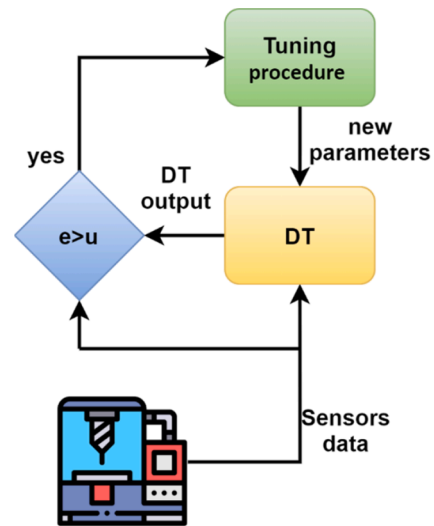 Tuning
procedure
new
parameters
yes
DT
output
e>u
DT
Sensors
data